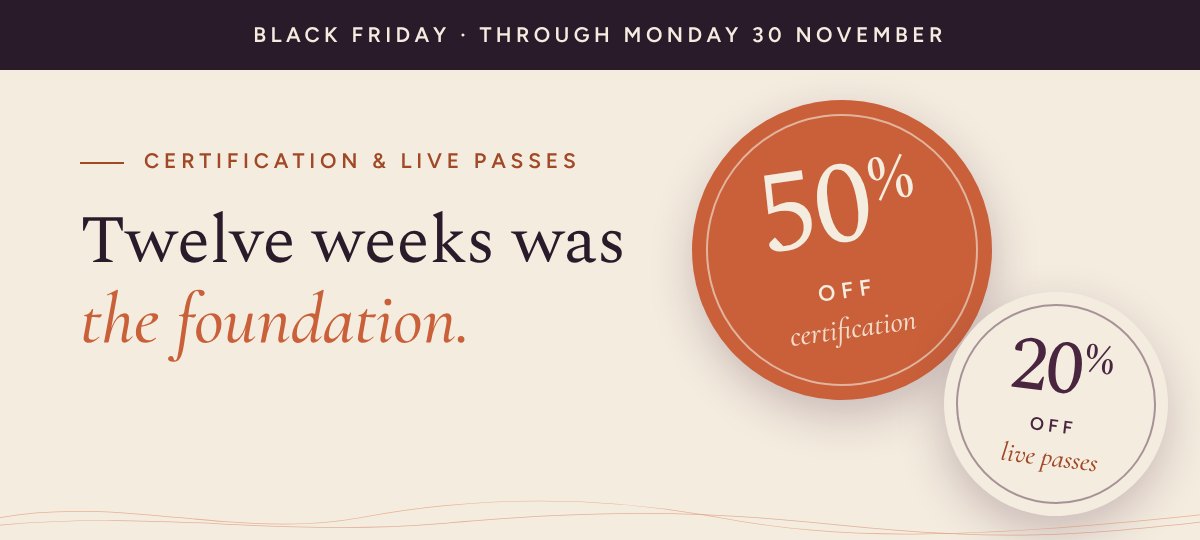 BLACK FRIDAY · THROUGH MONDAY 30 NOVEMBER
CERTIFICATION & LIVE PASSES
Twelve weeks was
the foundation.
50%
OFF
certification
20%
OFF
live passes